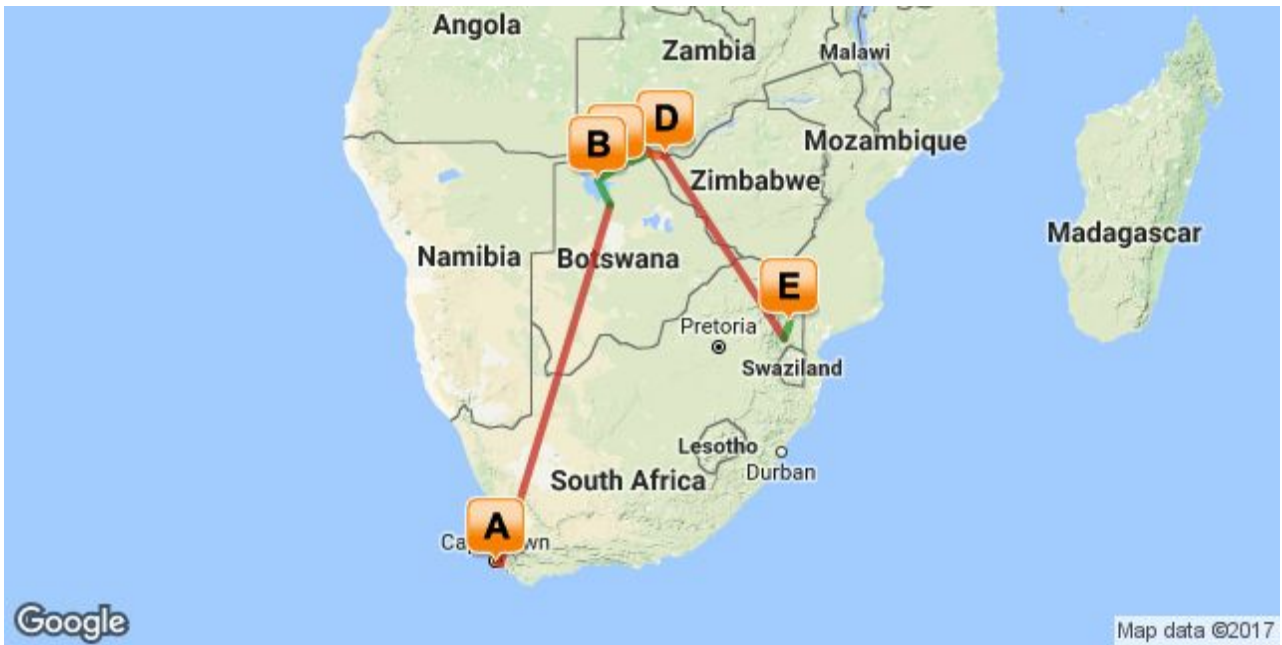 Angola
Zambia
Malawi
D
B
Mozambique
Zimbabwe
Madagascar
Namibia
Botswana
E
Pretoria
Swaziland
Lesotho
Durban
South Africa
A
Google
Map data ©2017